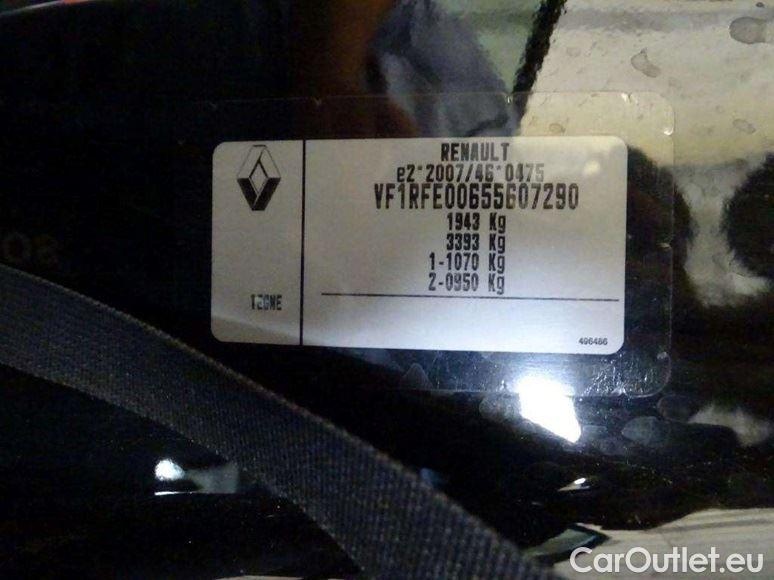 RENAULT
e2*2007/46*0475
VF1RFE00655607290
1943 Kg
3393 Kg
1-1070 Kg
2-0950 Kg
496486
CarOutlet.eu